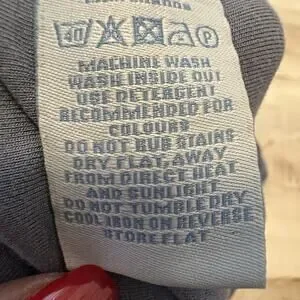 40 P
MACHINE WASH
WASH INSIDE OUT
USE DETERGENT
RECOMMENDED FOR
COLOURS
DO NOT RUB STAINS
DRY FLAT, AWAY
FROM DIRECT HEAT
AND SUNLIGHT
DO NOT TUMBLE DRY
COOL IRON ON REVERSE
STORE FLAT